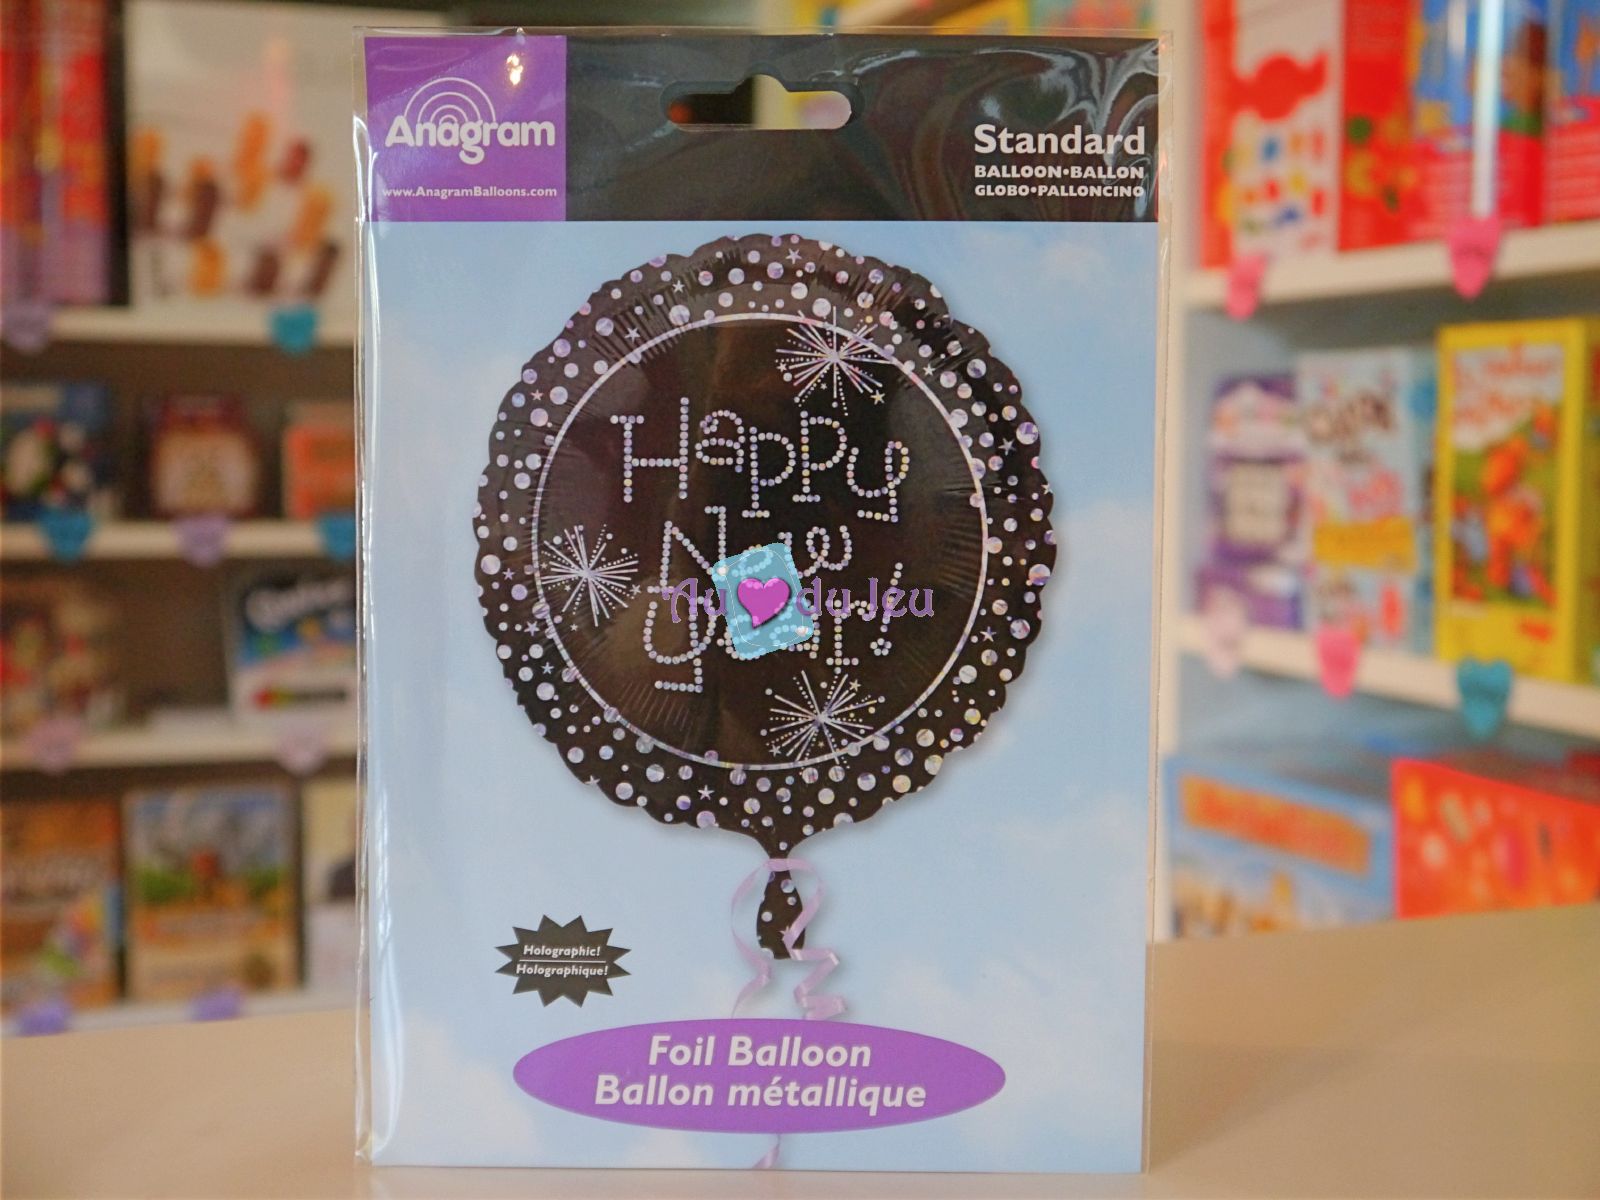 Anagram
www.AnagramBalloons.com
Standard
BALLOON•BALLON
GLOBO•PALLONCINO
Happy
New
Year!
Au du Jeu
Holographic!
Holographique!
Foil Balloon
Ballon métallique